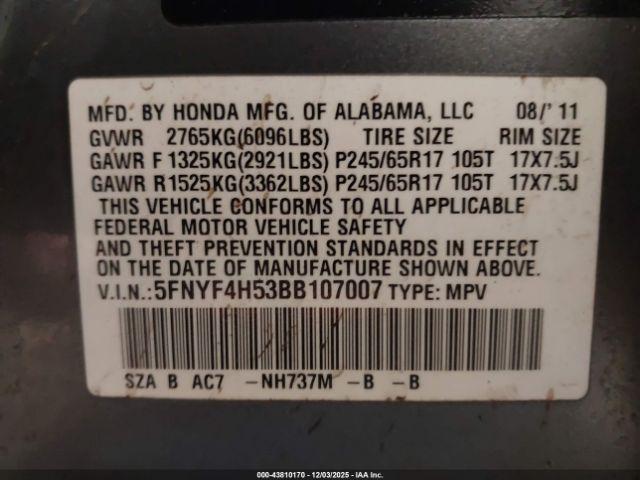 MFD. BY HONDA MFG. OF ALABAMA, LLC 08/'11
GVWR 2765KG(6096LBS) TIRE SIZE RIM SIZE
GAWR F 1325KG(2921LBS) P245/65R17 105T 17X7.5J
GAWR R1525KG(3362LBS) P245/65R17 105T 17X7.5J
THIS VEHICLE CONFORMS TO ALL APPLICABLE
FEDERAL MOTOR VEHICLE SAFETY
AND THEFT PREVENTION STANDARDS IN EFFECT
ON THE DATE OF MANUFACTURE SHOWN ABOVE.
V.I.N.:5FNYF4H53BB107007 TYPE: MPV
SZA B AC7 -NH737M -B -B
000-43810170 - 12/03/2025 - IAA Inc.